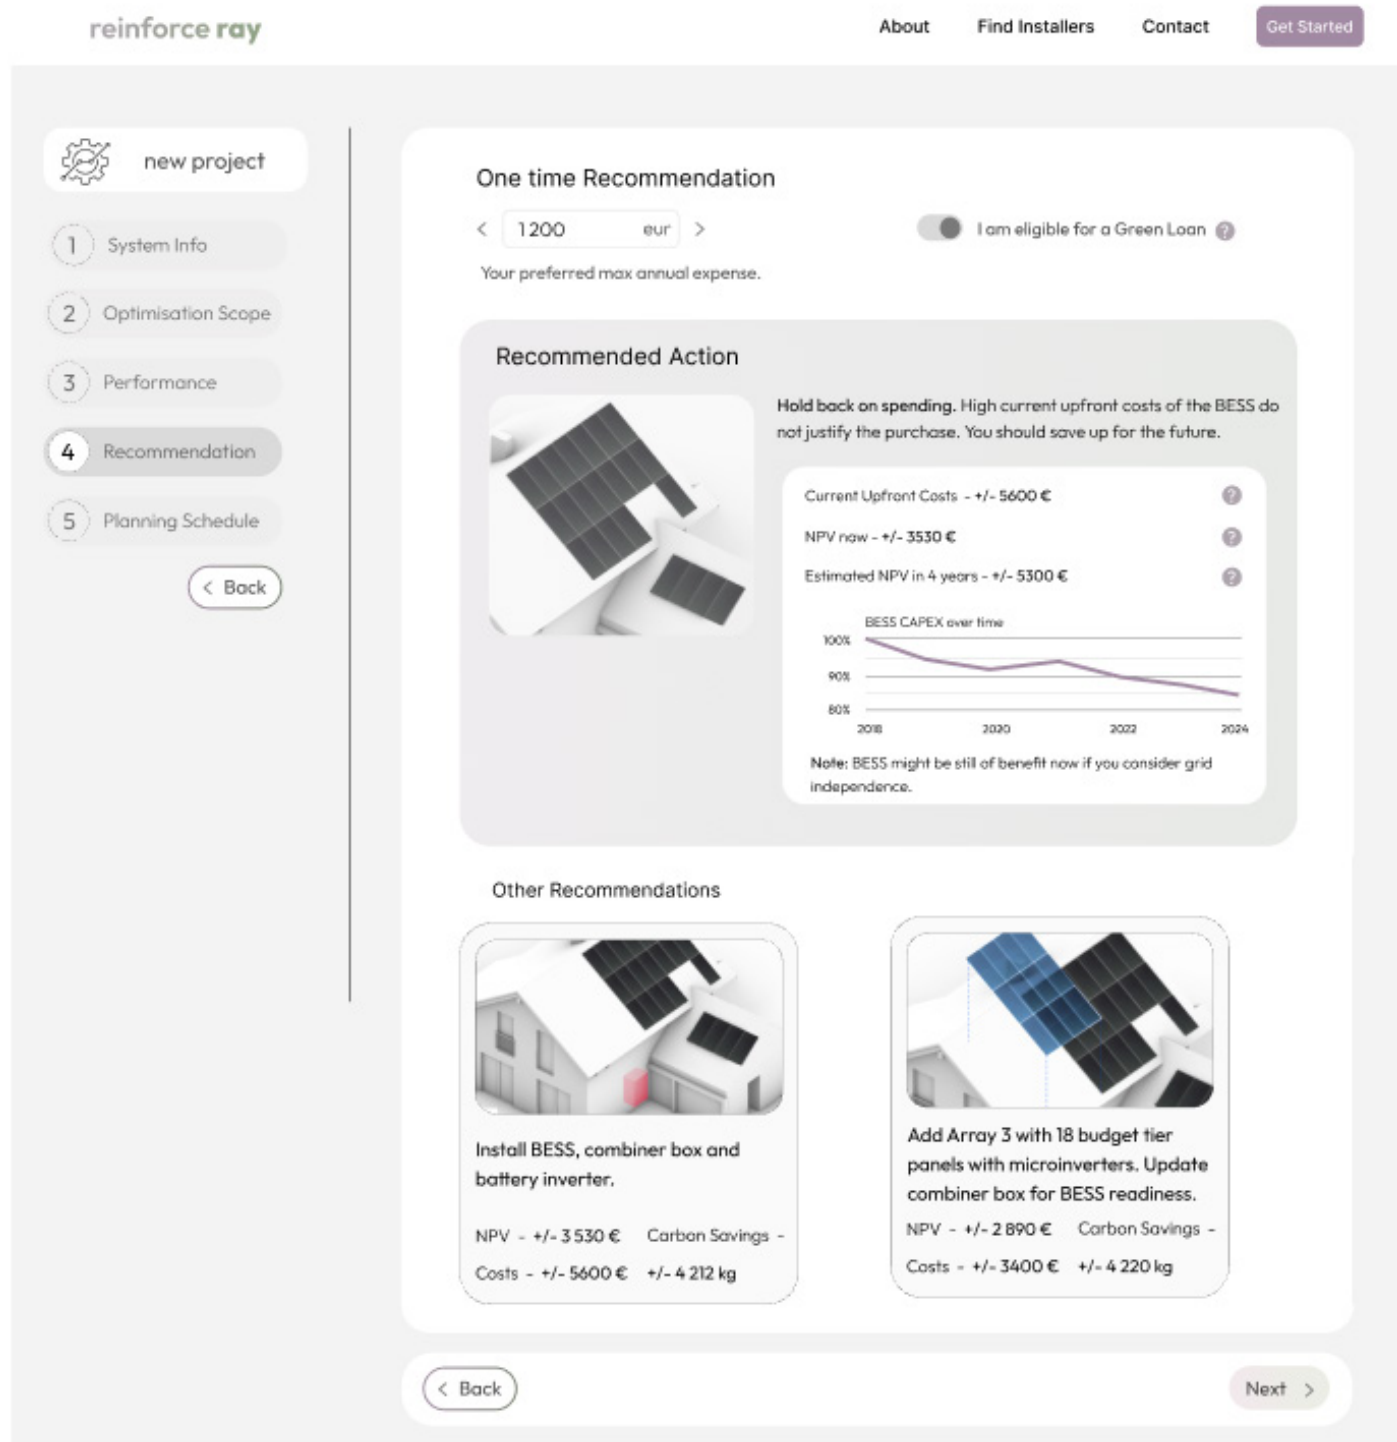 reinforce ray
About
Find Installers
Contact
Get Started
new project
1 System Info
2 Optimisation Scope
3 Performance
4 Recommendation
5 Planning Schedule
< Back
One time Recommendation
< 1200 eur >
I am eligible for a Green Loan ?
Your preferred max annual expense.
Recommended Action
Hold back on spending. High current upfront costs of the BESS do
not justify the purchase. You should save up for the future.
Current Upfront Costs - +/- 5600 € ?
NPV now - +/- 3530 € ?
Estimated NPV in 4 years - +/- 5300 € ?
BESS CAPEX over time
100%
90%
80%
2018 2020 2022 2024
Note: BESS might be still of benefit now if you consider grid
independence.
Other Recommendations
Install BESS, combiner box and
battery inverter.
NPV - +/- 3 530 € Carbon Savings -
Costs - +/- 5600 € +/- 4 212 kg
Add Array 3 with 18 budget tier
panels with microinverters. Update
combiner box for BESS readiness.
NPV - +/- 2 890 € Carbon Savings -
Costs - +/- 3400 € +/- 4 220 kg
< Back
Next >